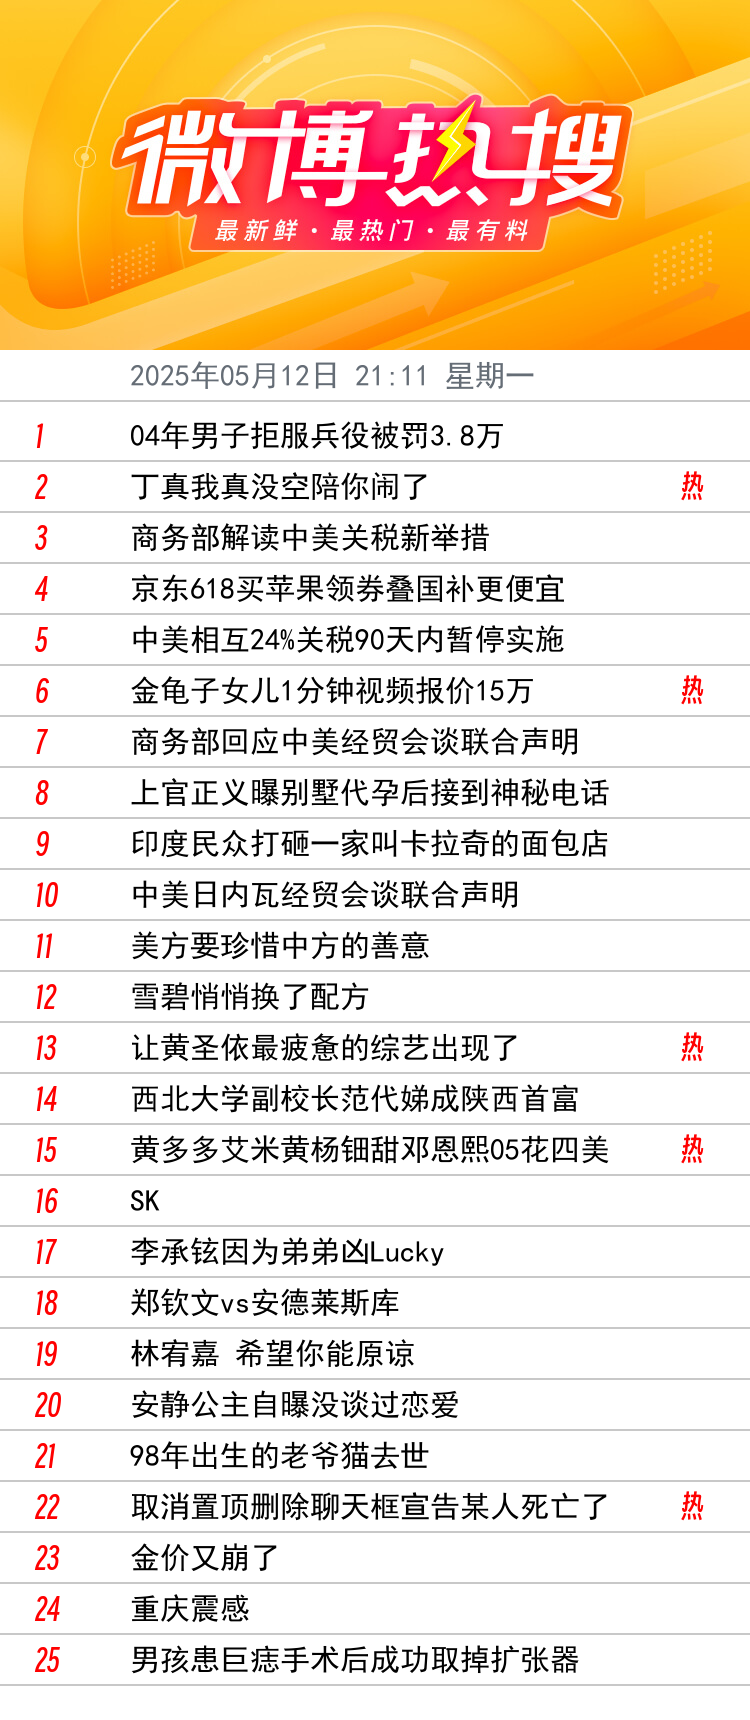 微博热搜
最新鲜·最热门·最有料
2025年05月12日 21:11 星期一
1 04年男子拒服兵役被罚3.8万
2 丁真我真没空陪你闹了 热
3 商务部解读中美关税新举措
4 京东618买苹果领券叠国补更便宜
5 中美相互24%关税90天内暂停实施
6 金龟子女儿1分钟视频报价15万 热
7 商务部回应中美经贸会谈联合声明
8 上官正义曝别墅代孕后接到神秘电话
9 印度民众打砸一家叫卡拉奇的面包店
10 中美日内瓦经贸会谈联合声明
11 美方要珍惜中方的善意
12 雪碧悄悄换了配方
13 让黄圣依最疲惫的综艺出现了 热
14 西北大学副校长范代娣成陕西首富
15 黄多多艾米黄杨钿甜邓恩熙05花四美 热
16 SK
17 李承铉因为弟弟凶Lucky
18 郑钦文vs安德莱斯库
19 林宥嘉 希望你能原谅
20 安静公主自曝没谈过恋爱
21 98年出生的老爷猫去世
22 取消置顶删除聊天框宣告某人死亡了 热
23 金价又崩了
24 重庆震感
25 男孩患巨痣手术后成功取掉扩张器